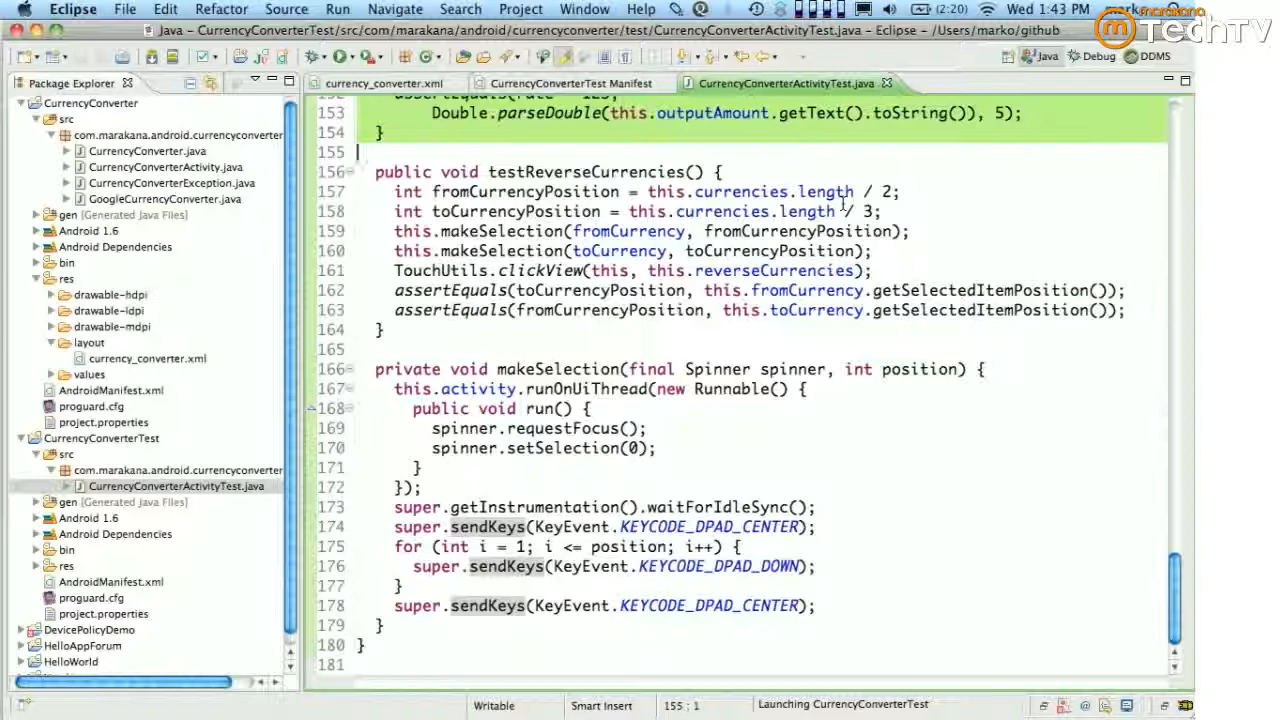 Eclipse File Edit Refactor Source Run Navigate Search Project Window Help (2:20) Wed 1:43 PM
marakana
TechTV
Java – CurrencyConverterTest/src/com/marakana/android/currencyconverter/test/CurrencyConverterActivityTest.java – Eclipse – /Users/marko/github
Java Debug DDMS
Package Explorer
currency_converter.xml CurrencyConverterTest Manifest CurrencyConverterActivityTest.java
CurrencyConverter
src
com.marakana.android.currencyconverter
CurrencyConverter.java
CurrencyConverterActivity.java
CurrencyConverterException.java
GoogleCurrencyConverter.java
gen [Generated Java Files]
Android 1.6
Android Dependencies
bin
res
drawable-hdpi
drawable-ldpi
drawable-mdpi
layout
currency_converter.xml
values
AndroidManifest.xml
proguard.cfg
project.properties
CurrencyConverterTest
src
com.marakana.android.currencyconverter
CurrencyConverterActivityTest.java
gen [Generated Java Files]
Android 1.6
Android Dependencies
bin
res
AndroidManifest.xml
proguard.cfg
project.properties
DevicePolicyDemo
HelloAppForum
HelloWorld
153 Double.parseDouble(this.outputAmount.getText().toString()), 5);
154 }
155
156 public void testReverseCurrencies() {
157 int fromCurrencyPosition = this.currencies.length / 2;
158 int toCurrencyPosition = this.currencies.length / 3;
159 this.makeSelection(fromCurrency, fromCurrencyPosition);
160 this.makeSelection(toCurrency, toCurrencyPosition);
161 TouchUtils.clickView(this, this.reverseCurrencies);
162 assertEquals(toCurrencyPosition, this.fromCurrency.getSelectedItemPosition());
163 assertEquals(fromCurrencyPosition, this.toCurrency.getSelectedItemPosition());
164 }
165
166 private void makeSelection(final Spinner spinner, int position) {
167 this.activity.runOnUiThread(new Runnable() {
168 public void run() {
169 spinner.requestFocus();
170 spinner.setSelection(0);
171 }
172 });
173 super.getInstrumentation().waitForIdleSync();
174 super.sendKeys(KeyEvent.KEYCODE_DPAD_CENTER);
175 for (int i = 1; i <= position; i++) {
176 super.sendKeys(KeyEvent.KEYCODE_DPAD_DOWN);
177 }
178 super.sendKeys(KeyEvent.KEYCODE_DPAD_CENTER);
179 }
180 }
181
Writable Smart Insert 155 : 1 Launching CurrencyConverterTest